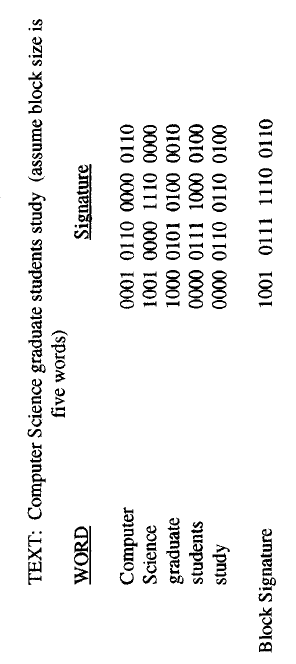 TEXT: Computer Science graduate students study (assume block size is
five words)
WORD Signature
Computer 0001 0110 0000 0110
Science 1001 0000 1110 0000
graduate 1000 0101 0100 0010
students 0000 0111 1000 0100
study 0000 0110 0110 0100
Block Signature 1001 0111 1110 0110